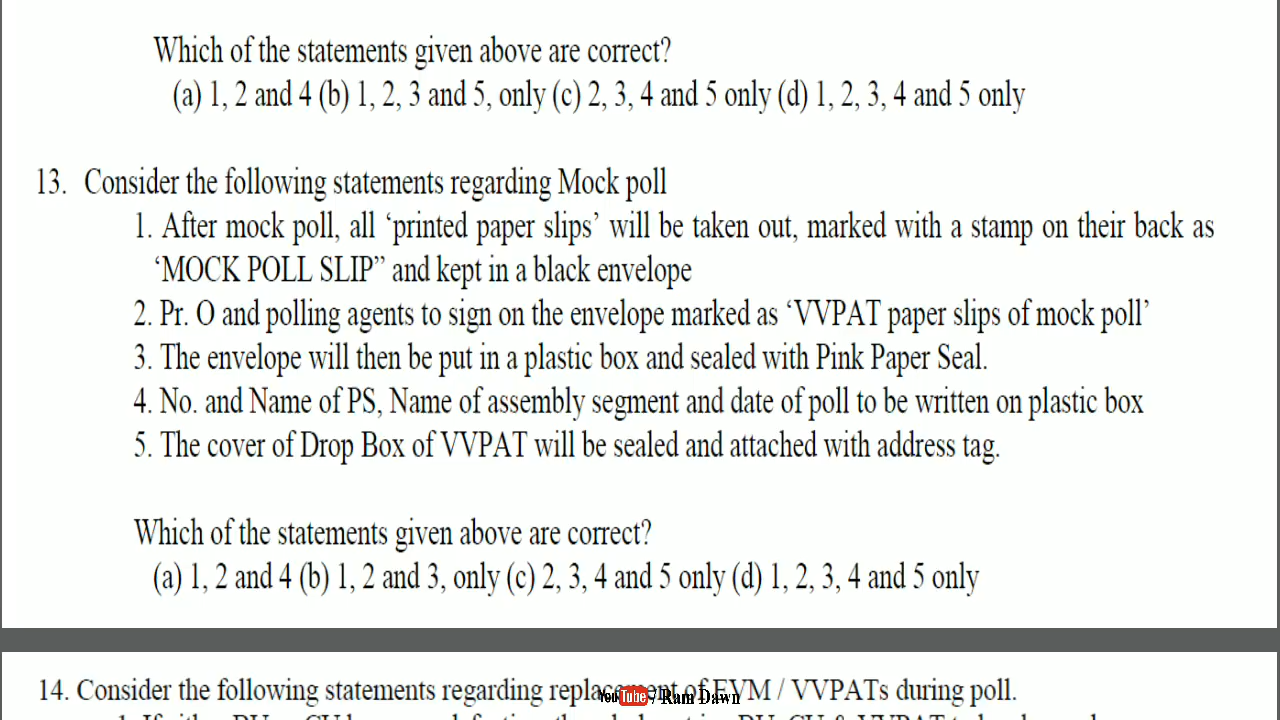 Which of the statements given above are correct?
(a) 1, 2 and 4 (b) 1, 2, 3 and 5, only (c) 2, 3, 4 and 5 only (d) 1, 2, 3, 4 and 5 only
13. Consider the following statements regarding Mock poll
1. After mock poll, all ‘printed paper slips’ will be taken out, marked with a stamp on their back as
‘MOCK POLL SLIP” and kept in a black envelope
2. Pr. O and polling agents to sign on the envelope marked as ‘VVPAT paper slips of mock poll’
3. The envelope will then be put in a plastic box and sealed with Pink Paper Seal.
4. No. and Name of PS, Name of assembly segment and date of poll to be written on plastic box
5. The cover of Drop Box of VVPAT will be sealed and attached with address tag.
Which of the statements given above are correct?
(a) 1, 2 and 4 (b) 1, 2 and 3, only (c) 2, 3, 4 and 5 only (d) 1, 2, 3, 4 and 5 only
14. Consider the following statements regarding replacement of EVM / VVPATs during poll.
YouTube / Ram Dawn